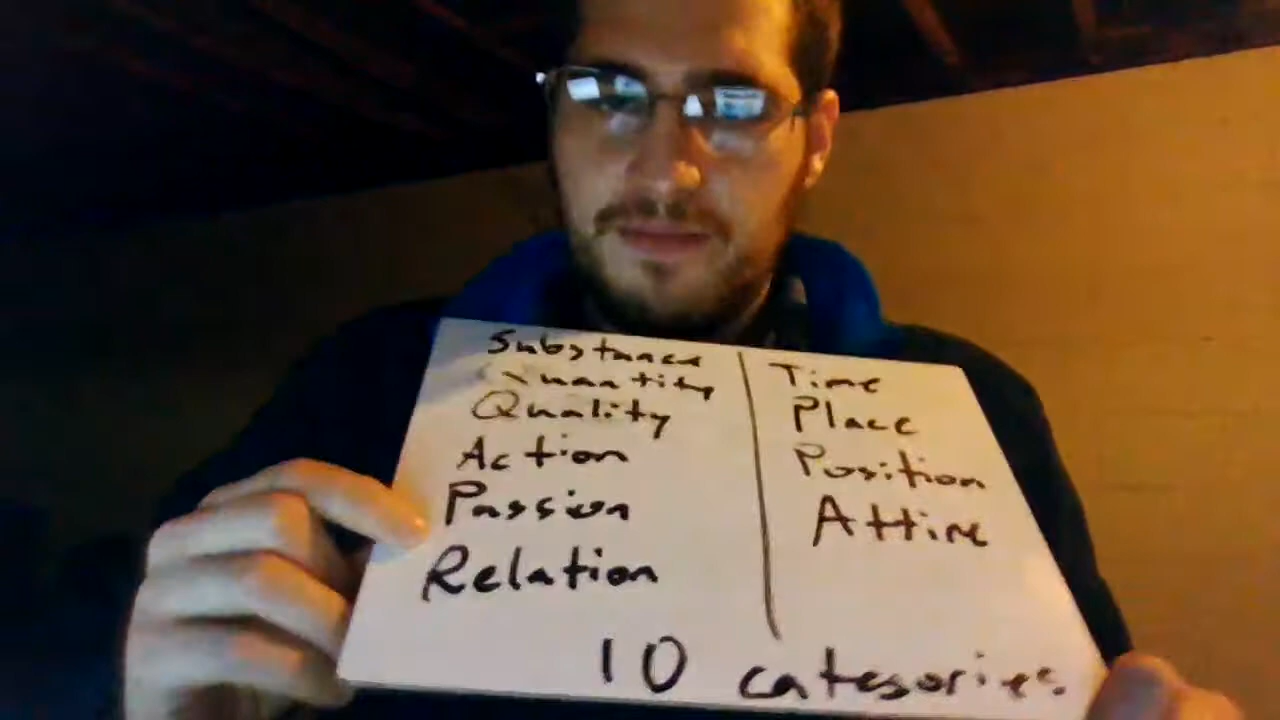 Substance
Quantity
Quality
Action
Passion
Relation
Time
Place
Position
Attire
10 categories